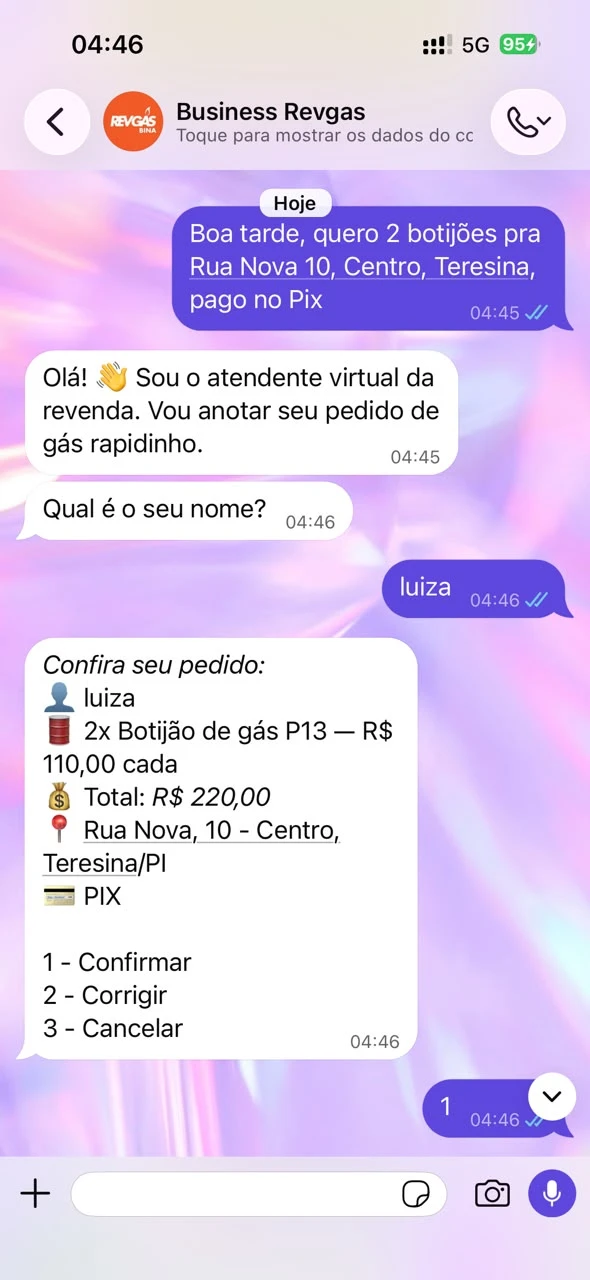 04:46
5G
95
REVGÁS
BINA
Business Revgas
Toque para mostrar os dados do cc
Hoje
Boa tarde, quero 2 botijões pra
Rua Nova 10, Centro, Teresina,
pago no Pix
04:45
Olá! 👋 Sou o atendente virtual da
revenda. Vou anotar seu pedido de
gás rapidinho.
04:45
Qual é o seu nome?
04:46
luiza
04:46
Confira seu pedido:
👤 luiza
🛢️ 2x Botijão de gás P13 — R$
110,00 cada
💰 Total: R$ 220,00
📍 Rua Nova, 10 - Centro,
Teresina/PI
💳 PIX
1 - Confirmar
2 - Corrigir
3 - Cancelar
04:46
1
04:46